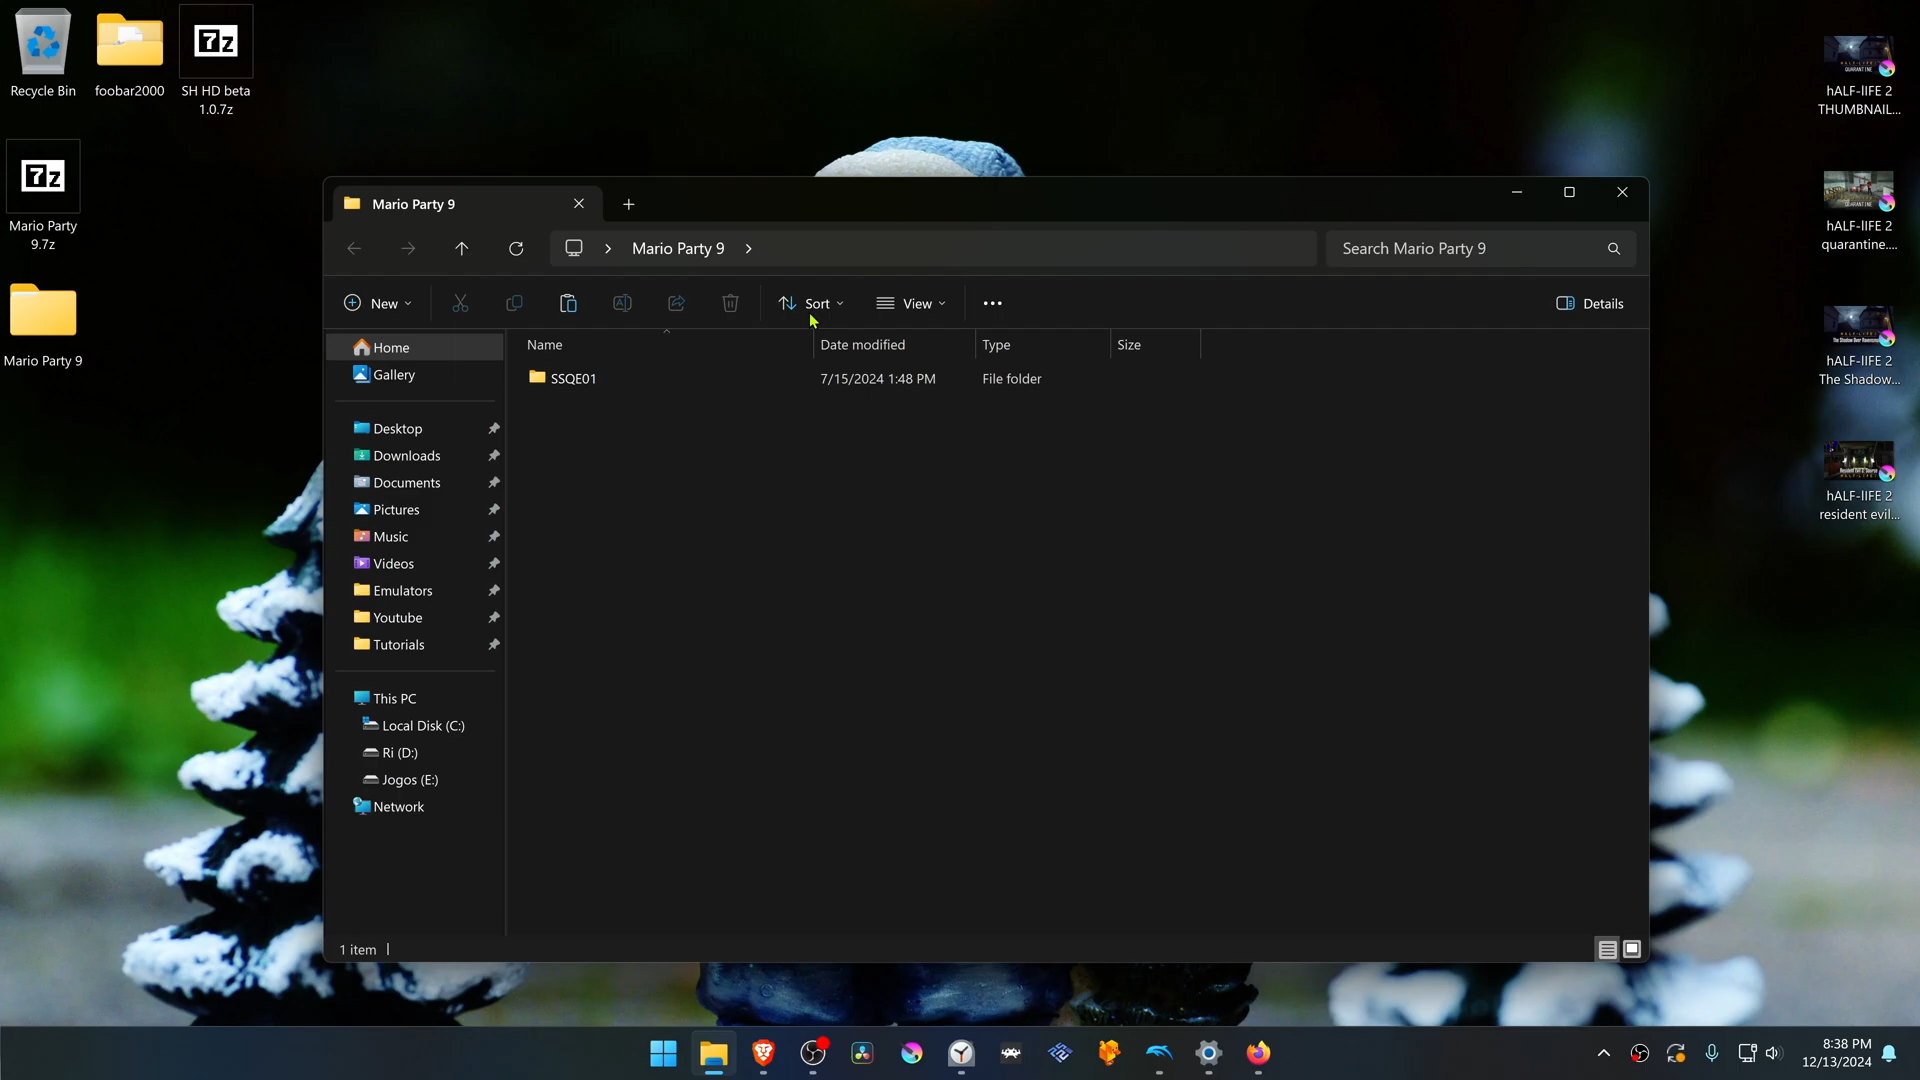 Recycle Bin
foobar2000
7z
SH HD beta
1.0.7z
7z
Mario Party
9.7z
Mario Party 9
Mario Party 9
Mario Party 9
Search Mario Party 9
New
Sort
View
Details
Home
Gallery
Desktop
Downloads
Documents
Pictures
Music
Videos
Emulators
Youtube
Tutorials
This PC
Local Disk (C:)
Ri (D:)
Jogos (E:)
Network
Name
Date modified
Type
Size
SSQE01
7/15/2024 1:48 PM
File folder
1 item
QUARANTINE
hALF-lIFE 2
THUMBNAIL...
QUARANTINE
hALF-lIFE 2
quarantine....
hALF-lIFE 2
The Shadow...
hALF-lIFE 2
resident evil...
8:38 PM
12/13/2024